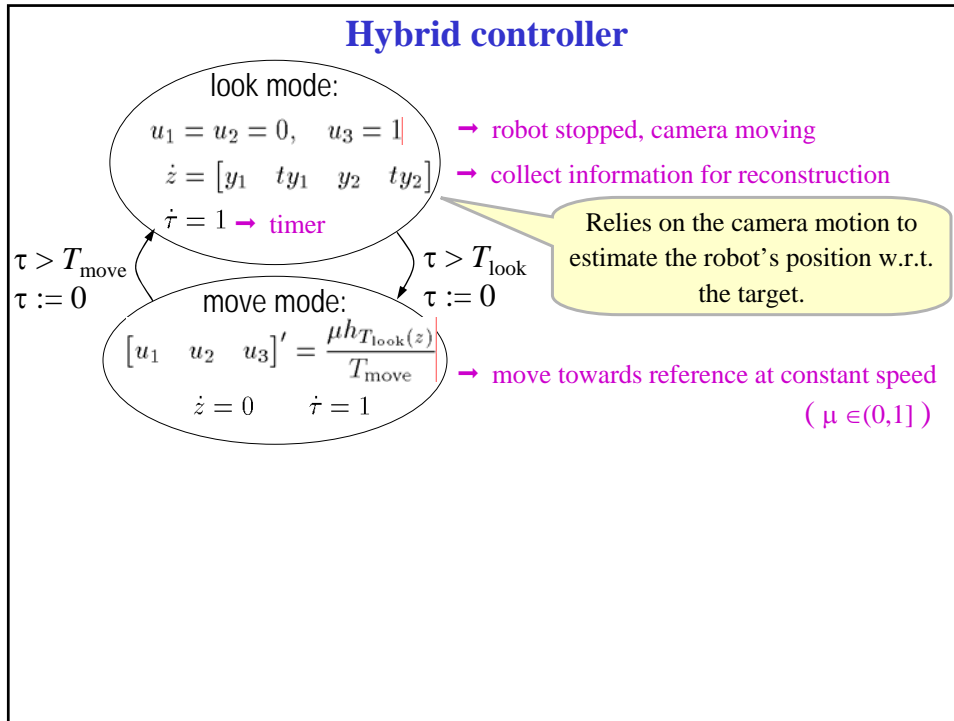 Hybrid controller
look mode:
u₁ = u₂ = 0, u₃ = 1
→ robot stopped, camera moving
ż = [y₁ ty₁ y₂ ty₂]
→ collect information for reconstruction
τ̇ = 1 → timer
Relies on the camera motion to
estimate the robot's position w.r.t.
the target.
τ > T_move
τ := 0
τ > T_look
τ := 0
move mode:
[u₁ u₂ u₃]′ = μh_{T_look(z)} / T_move
→ move towards reference at constant speed
ż = 0 τ̇ = 1
( μ ∈(0,1] )